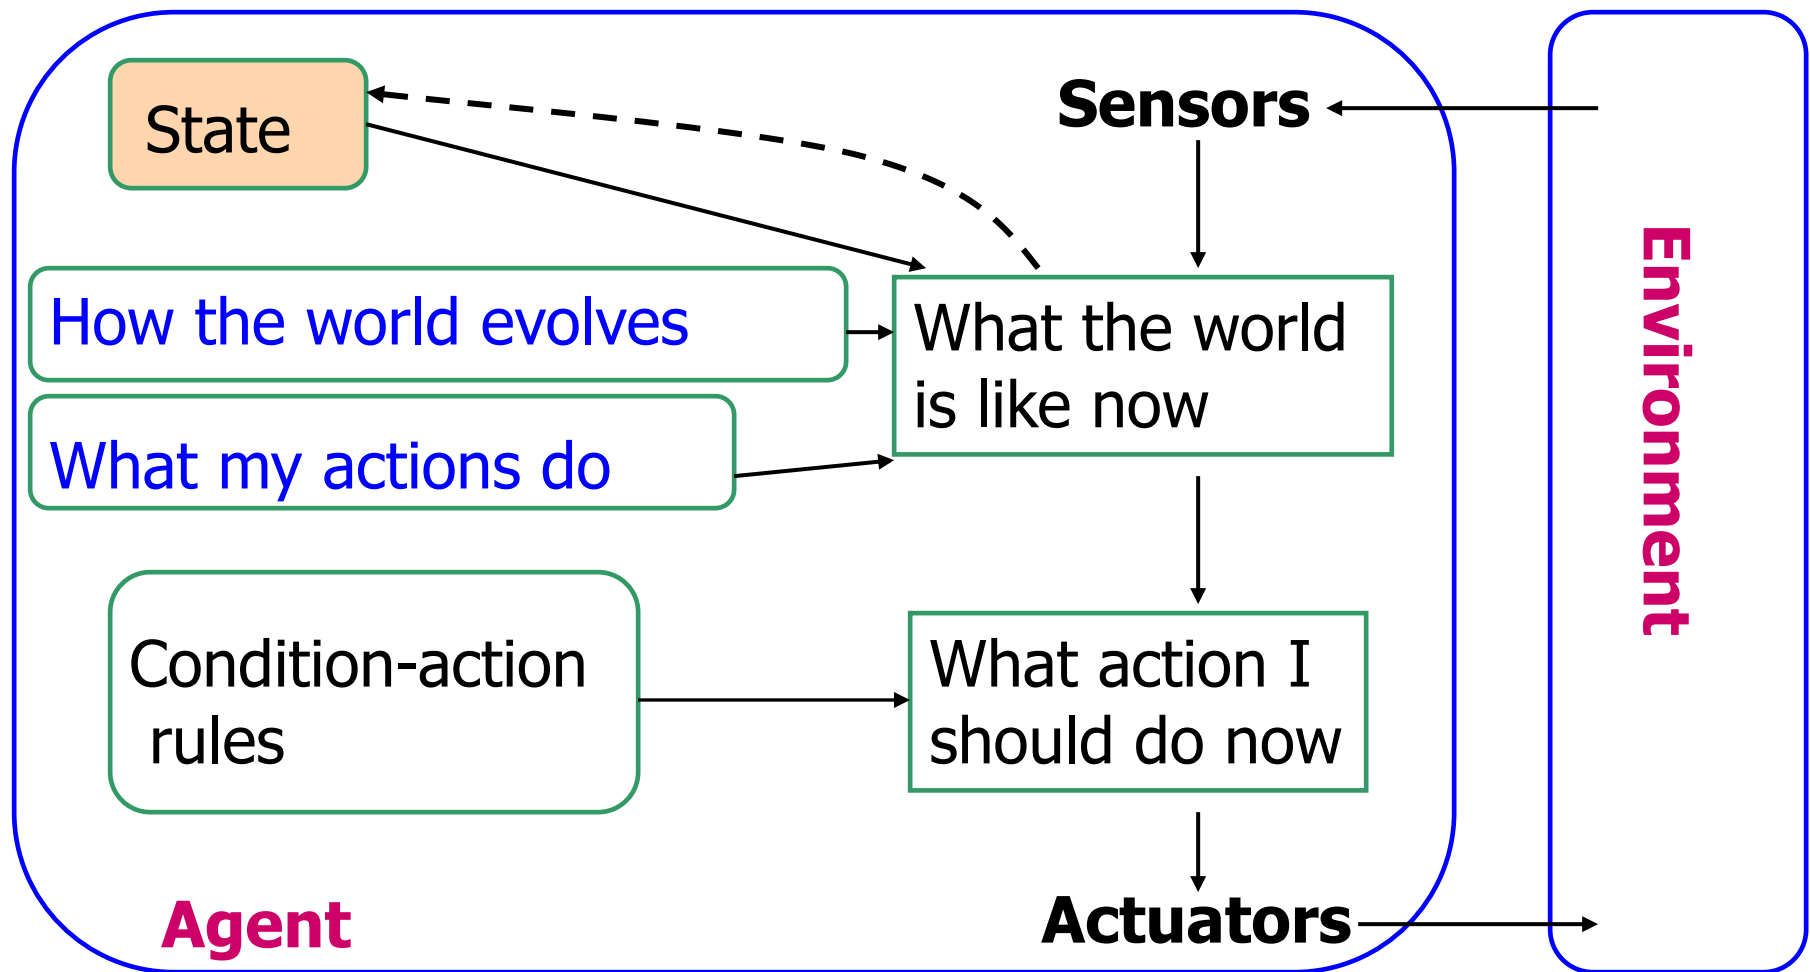 State
Sensors
How the world evolves
What the world
is like now
What my actions do
Condition-action
rules
What action I
should do now
Agent
Actuators
Environment